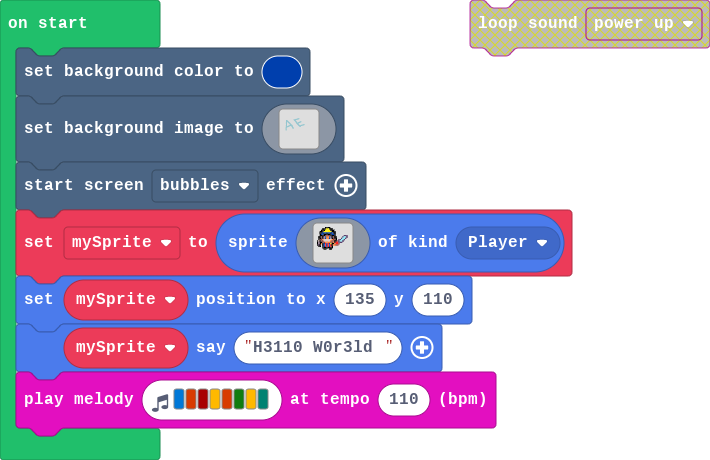 on start
loop sound power up
set background color to
set background image to
AE
start screen bubbles effect
set mySprite to sprite of kind Player
set mySprite position to x 135 y 110
mySprite say "H3110 W0r3ld "
play melody at tempo 110 (bpm)